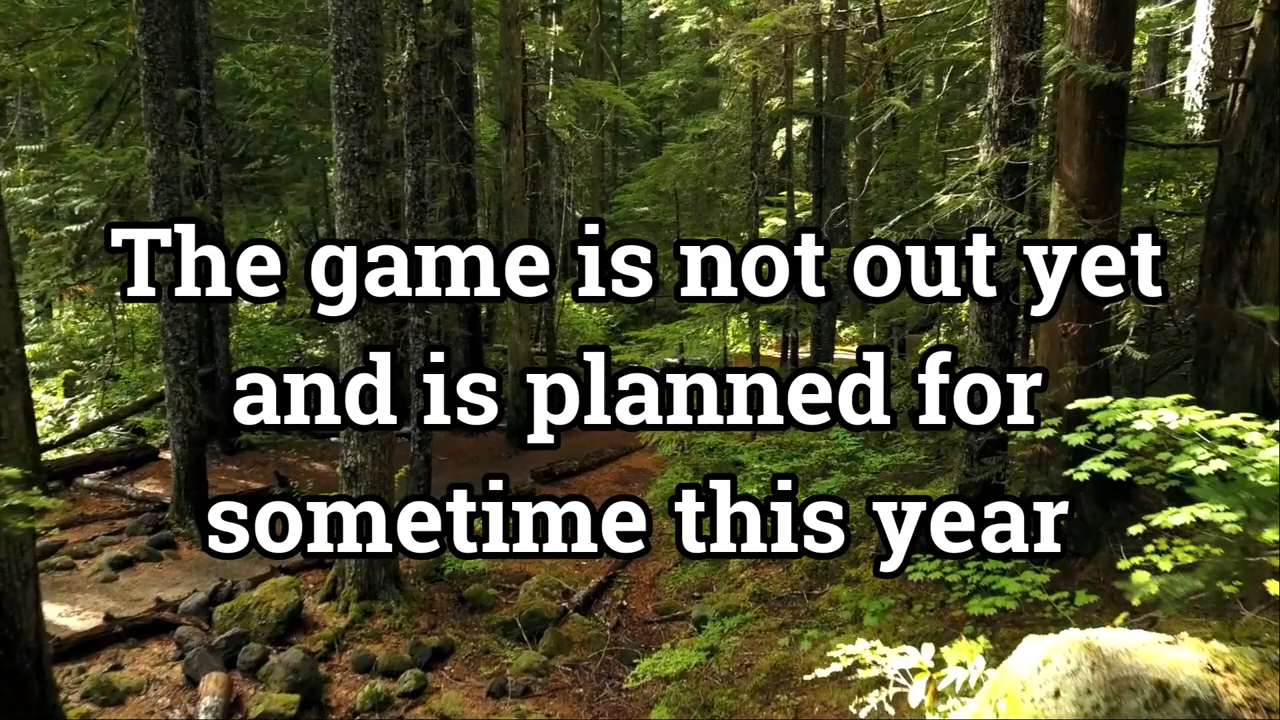 The game is not out yet
and is planned for
sometime this year